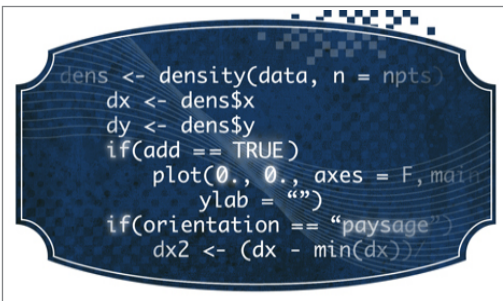 dens <- density(data, n = npts)
dx <- dens$x
dy <- dens$y
if(add == TRUE)
plot(0., 0., axes = F, main
ylab = “”)
if(orientation == “paysage”)
dx2 <- (dx - min(dx))/